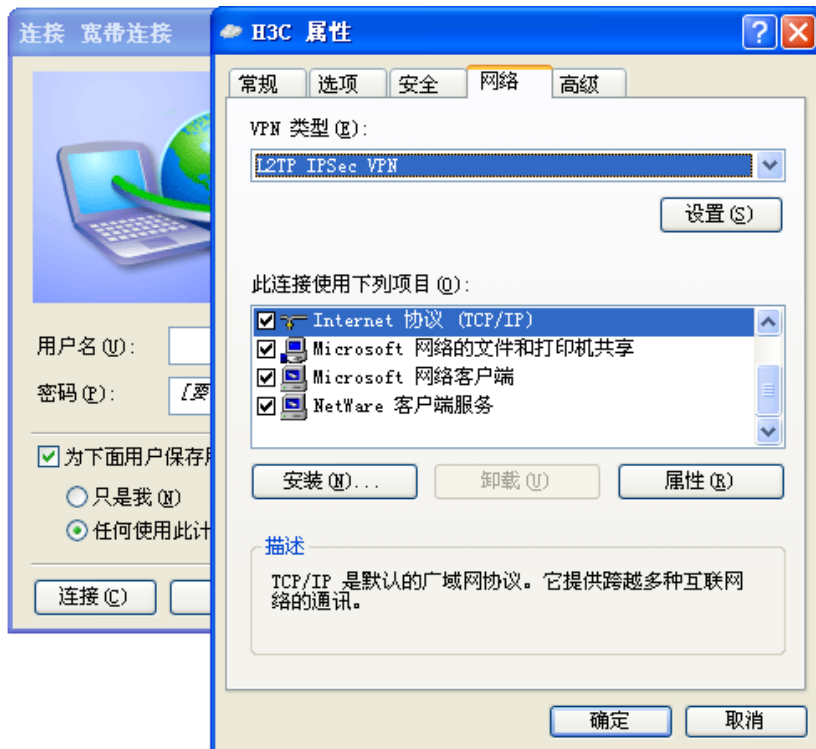 连接 宽带连接
用户名(U):
密码(P):
[要
为下面用户保存用
只是我(N)
任何使用此计
连接(C)
H3C 属性
常规 选项 安全 网络 高级
VPN 类型(E):
L2TP IPSec VPN
设置(S)
此连接使用下列项目(O):
Internet 协议 (TCP/IP)
Microsoft 网络的文件和打印机共享
Microsoft 网络客户端
NetWare 客户端服务
安装(N)... 卸载(U) 属性(R)
描述
TCP/IP 是默认的广域网协议。它提供跨越多种互联网
络的通讯。
确定 取消